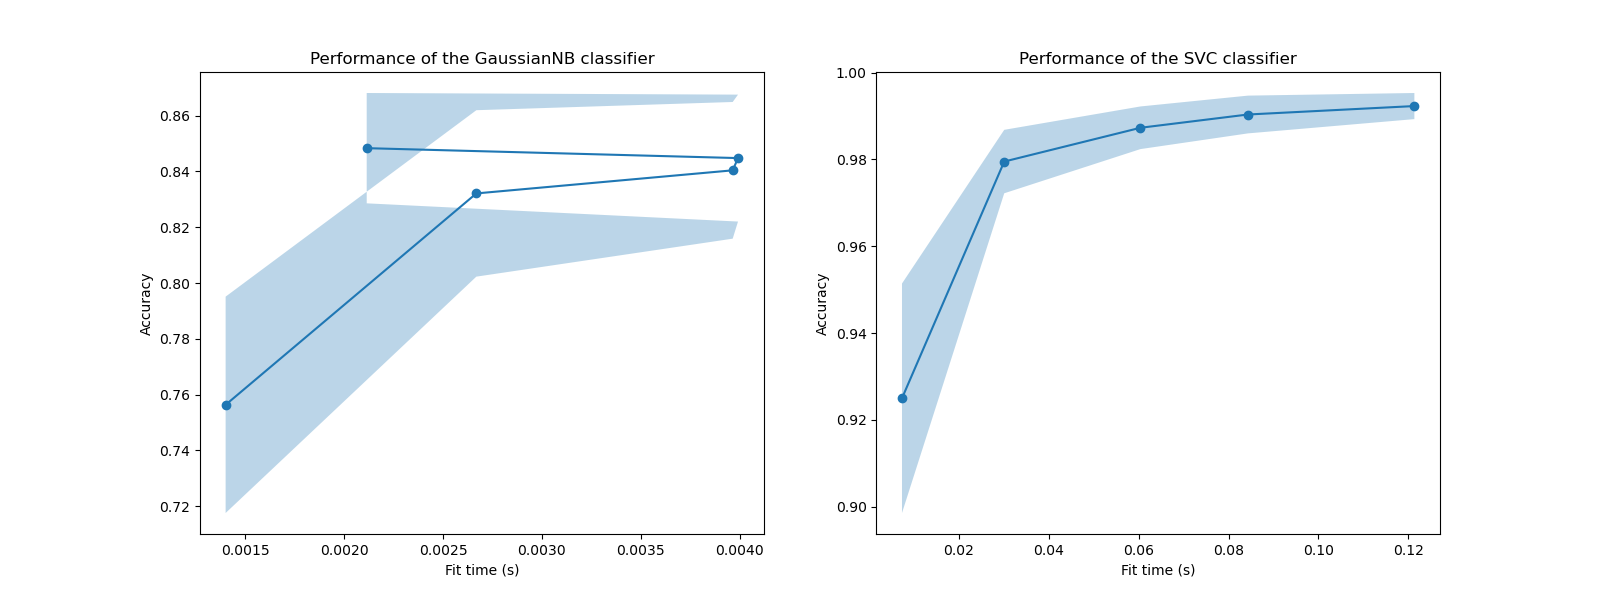 Performance of the GaussianNB classifier
0.86
0.84
0.82
0.80
0.78
0.76
0.74
0.72
Accuracy
0.0015 0.0020 0.0025 0.0030 0.0035 0.0040
Fit time (s)
Performance of the SVC classifier
1.00
0.98
0.96
0.94
0.92
0.90
Accuracy
0.02 0.04 0.06 0.08 0.10 0.12
Fit time (s)